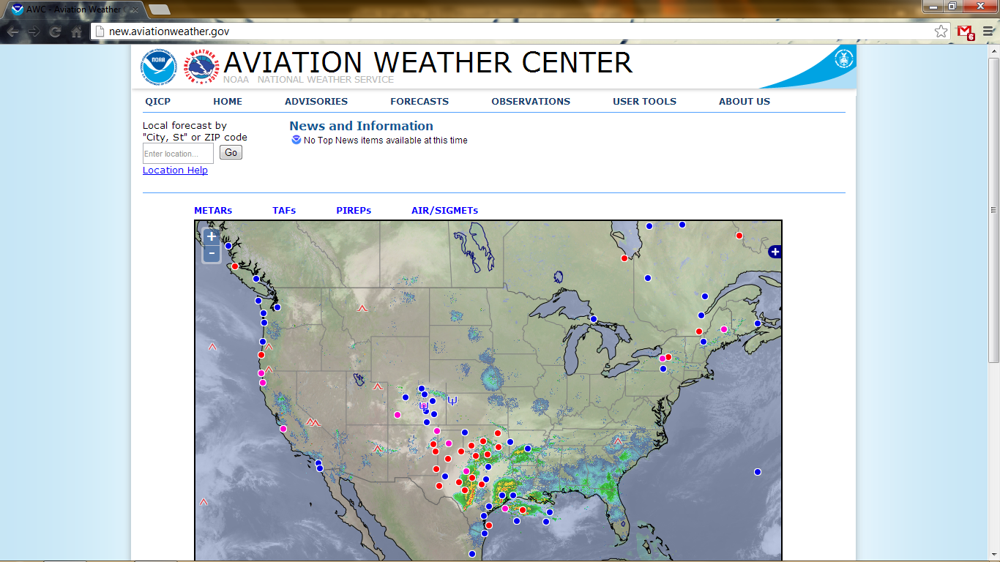 AWC - Aviation Weather
new.aviationweather.gov
6
NOAA
AVIATION WEATHER CENTER
NOAA NATIONAL WEATHER SERVICE
QICP HOME ADVISORIES FORECASTS OBSERVATIONS USER TOOLS ABOUT US
Local forecast by
"City, St" or ZIP code
Enter location...
Go
Location Help
News and Information
No Top News items available at this time
METARs TAFs PIREPs AIR/SIGMETs
+
-
+